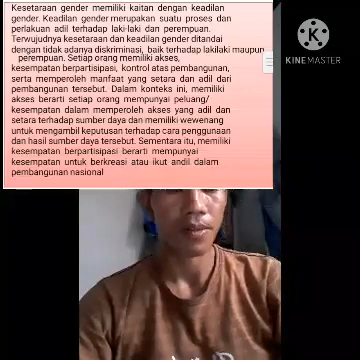 Kesetaraan gender memiliki kaitan dengan keadilan
gender. Keadilan gender merupakan suatu proses dan
perlakuan adil terhadap laki-laki dan perempuan.
Terwujudnya kesetaraan dan keadilan gender ditandai
dengan tidak adanya diskriminasi, baik terhadap lakilaki maupun
perempuan. Setiap orang memiliki akses,
kesempatan berpartisipasi, kontrol atas pembangunan,
serta memperoleh manfaat yang setara dan adil dari
pembangunan tersebut. Dalam konteks ini, memiliki
akses berarti setiap orang mempunyai peluang/
kesempatan dalam memperoleh akses yang adil dan
setara terhadap sumber daya dan memiliki wewenang
untuk mengambil keputusan terhadap cara penggunaan
dan hasil sumber daya tersebut. Sementara itu, memiliki
kesempatan berpartisipasi berarti mempunyai
kesempatan untuk berkreasi atau ikut andil dalam
pembangunan nasional
K
KINEMASTER